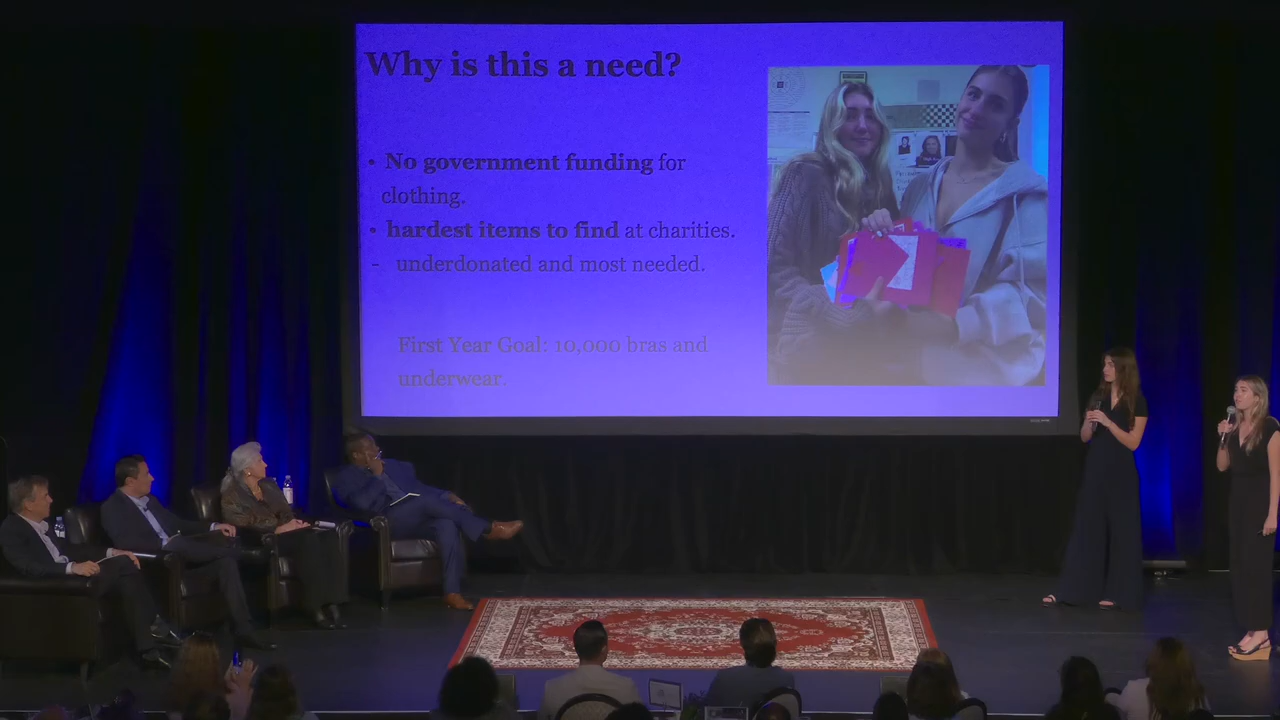 Why is this a need?
• No government funding for
clothing.
• hardest items to find at charities.
- underdonated and most needed.
First Year Goal: 10,000 bras and
underwear.